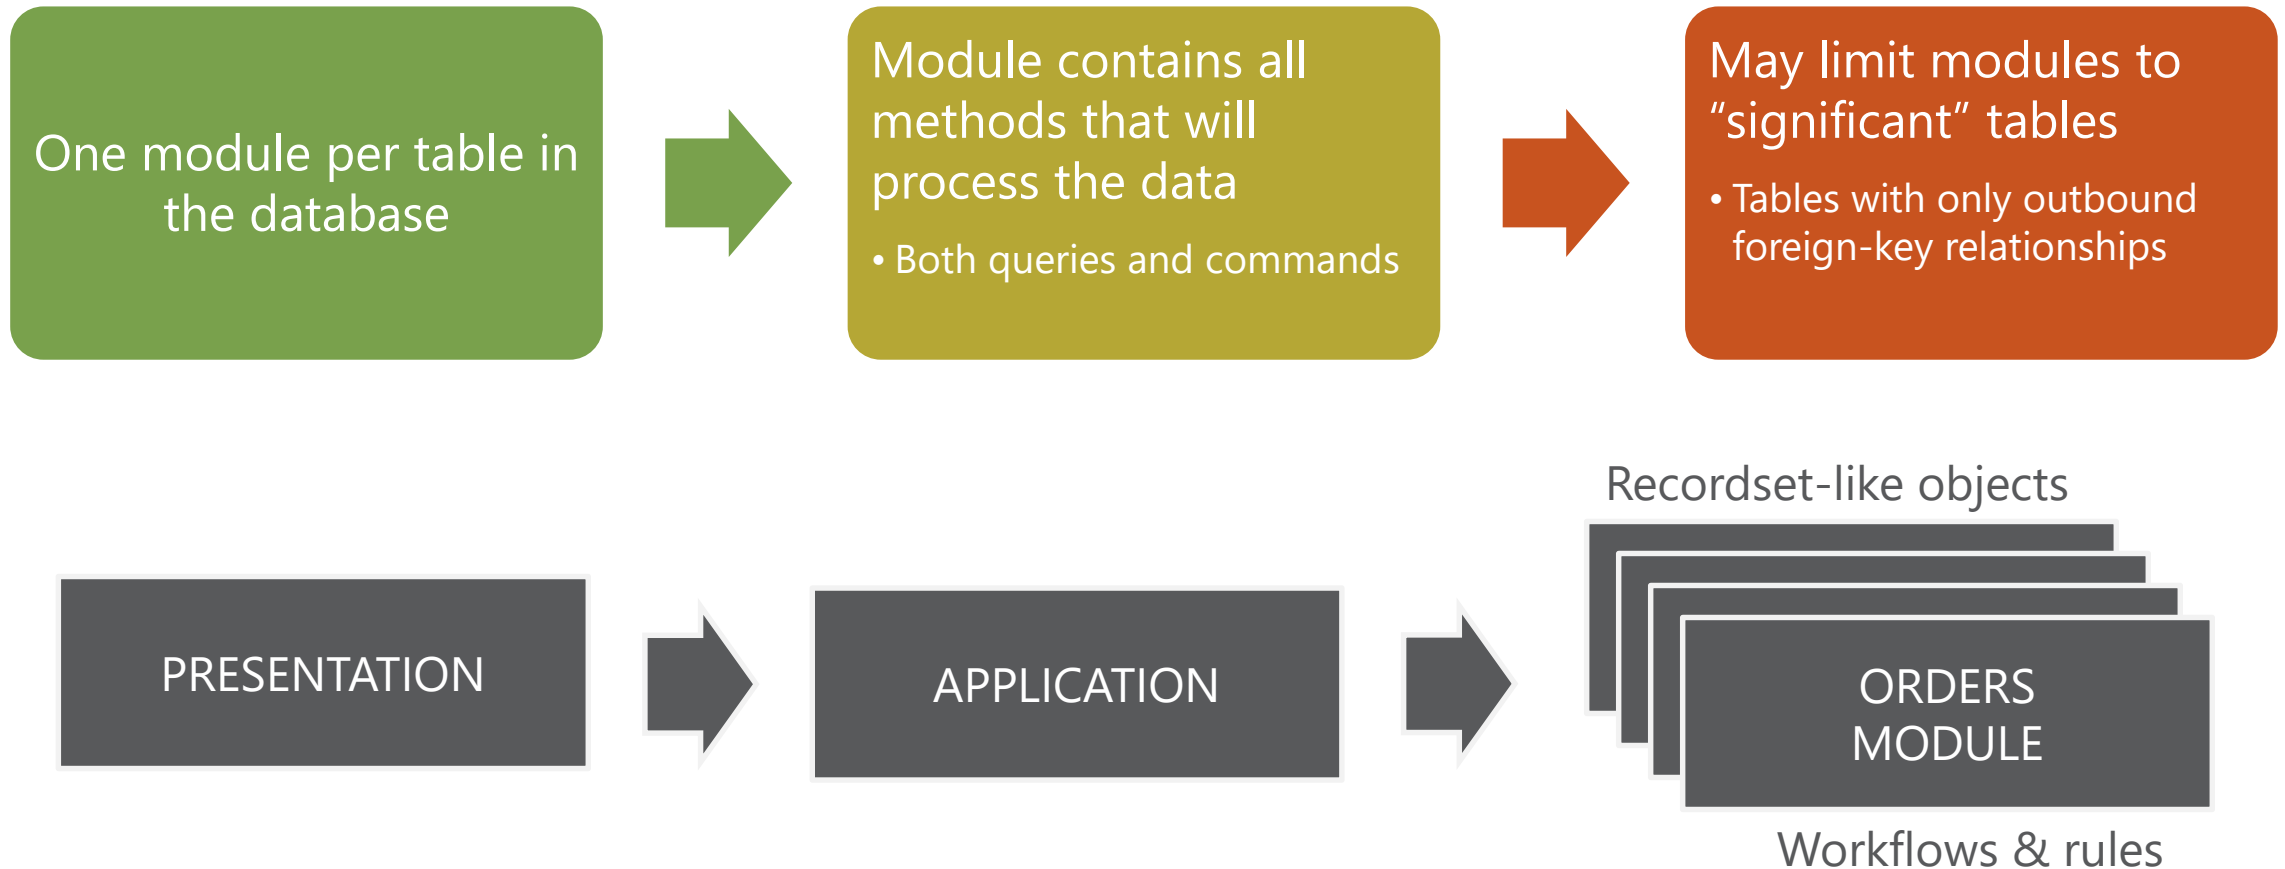 One module per table in
the database
Module contains all
methods that will
process the data
• Both queries and commands
May limit modules to
“significant” tables
• Tables with only outbound
foreign-key relationships
Recordset-like objects
PRESENTATION
APPLICATION
ORDERS
MODULE
Workflows & rules